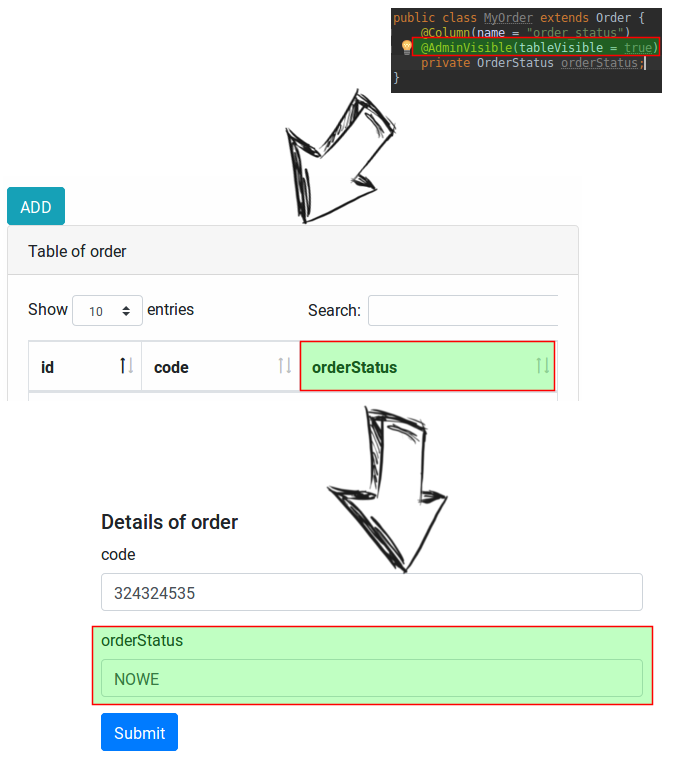 public class MyOrder extends Order {
@Column(name = "order_status")
@AdminVisible(tableVisible = true)
private OrderStatus orderStatus;
}
ADD
Table of order
Show 10 entries Search:
id code orderStatus
Details of order
code
324324535
orderStatus
NOWE
Submit